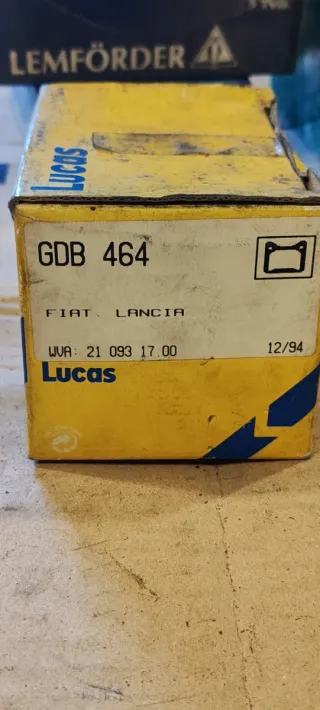 LEMFÖRDER
Lucas
GDB 464
FIAT. LANCIA
WVA: 21 093 17.00
12/94
Lucas